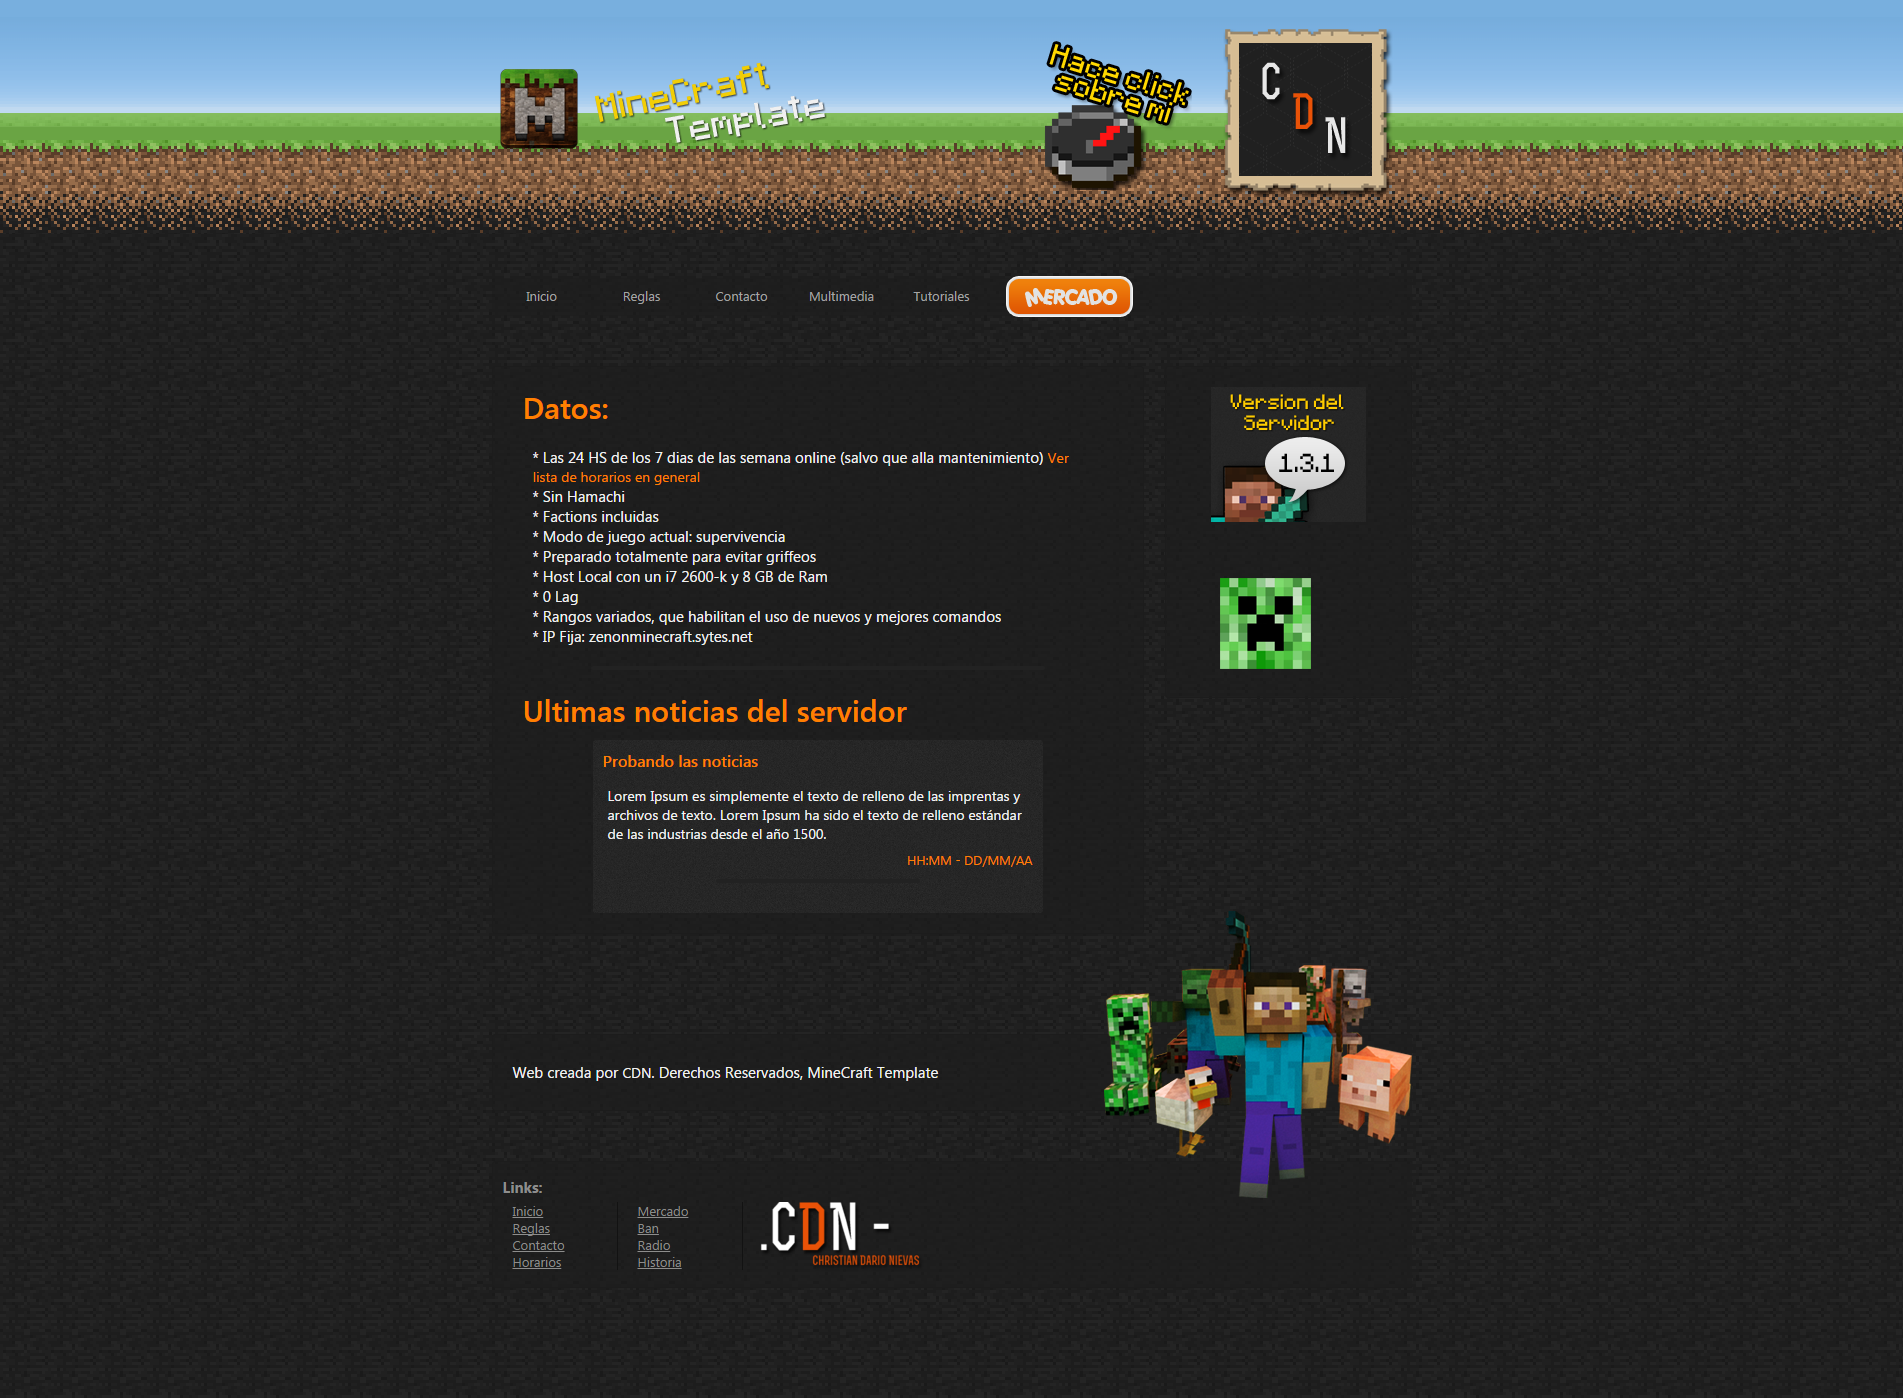 MineCraft
Template
Hace click
sobre mi
C
D
N
Inicio
Reglas
Contacto
Multimedia
Tutoriales
MERCADO
Datos:
* Las 24 HS de los 7 dias de las semana online (salvo que alla mantenimiento) Ver
lista de horarios en general
* Sin Hamachi
* Factions incluidas
* Modo de juego actual: supervivencia
* Preparado totalmente para evitar griffeos
* Host Local con un i7 2600-k y 8 GB de Ram
* 0 Lag
* Rangos variados, que habilitan el uso de nuevos y mejores comandos
* IP Fija: zenonminecraft.sytes.net
Version del
Servidor
1.3.1
Ultimas noticias del servidor
Probando las noticias
Lorem Ipsum es simplemente el texto de relleno de las imprentas y
archivos de texto. Lorem Ipsum ha sido el texto de relleno estándar
de las industrias desde el año 1500.
HH:MM - DD/MM/AA
Web creada por CDN. Derechos Reservados, MineCraft Template
Links:
Inicio
Reglas
Contacto
Horarios
Mercado
Ban
Radio
Historia
.CDN -
CHRISTIAN DARIO NIEVAS